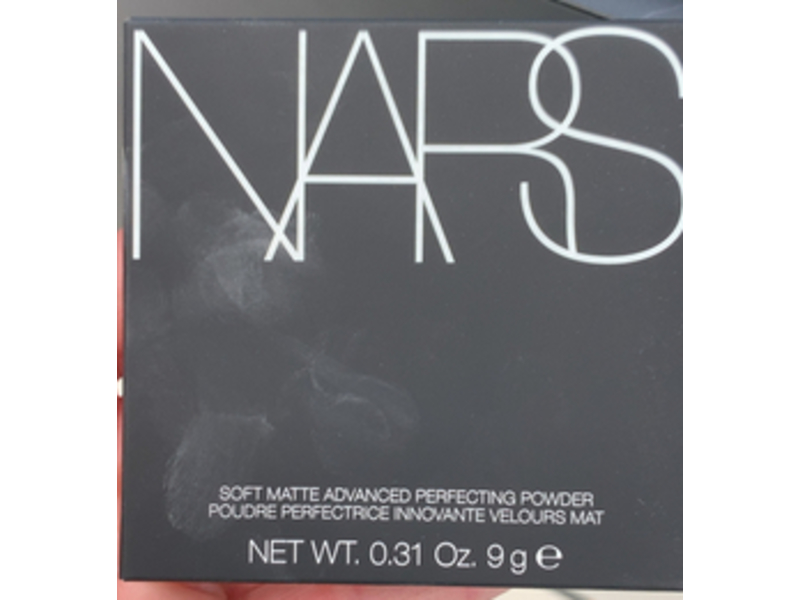 NARS
SOFT MATTE ADVANCED PERFECTING POWDER
POUDRE PERFECTRICE INNOVANTE VELOURS MAT
NET WT. 0.31 Oz. 9 g ℮